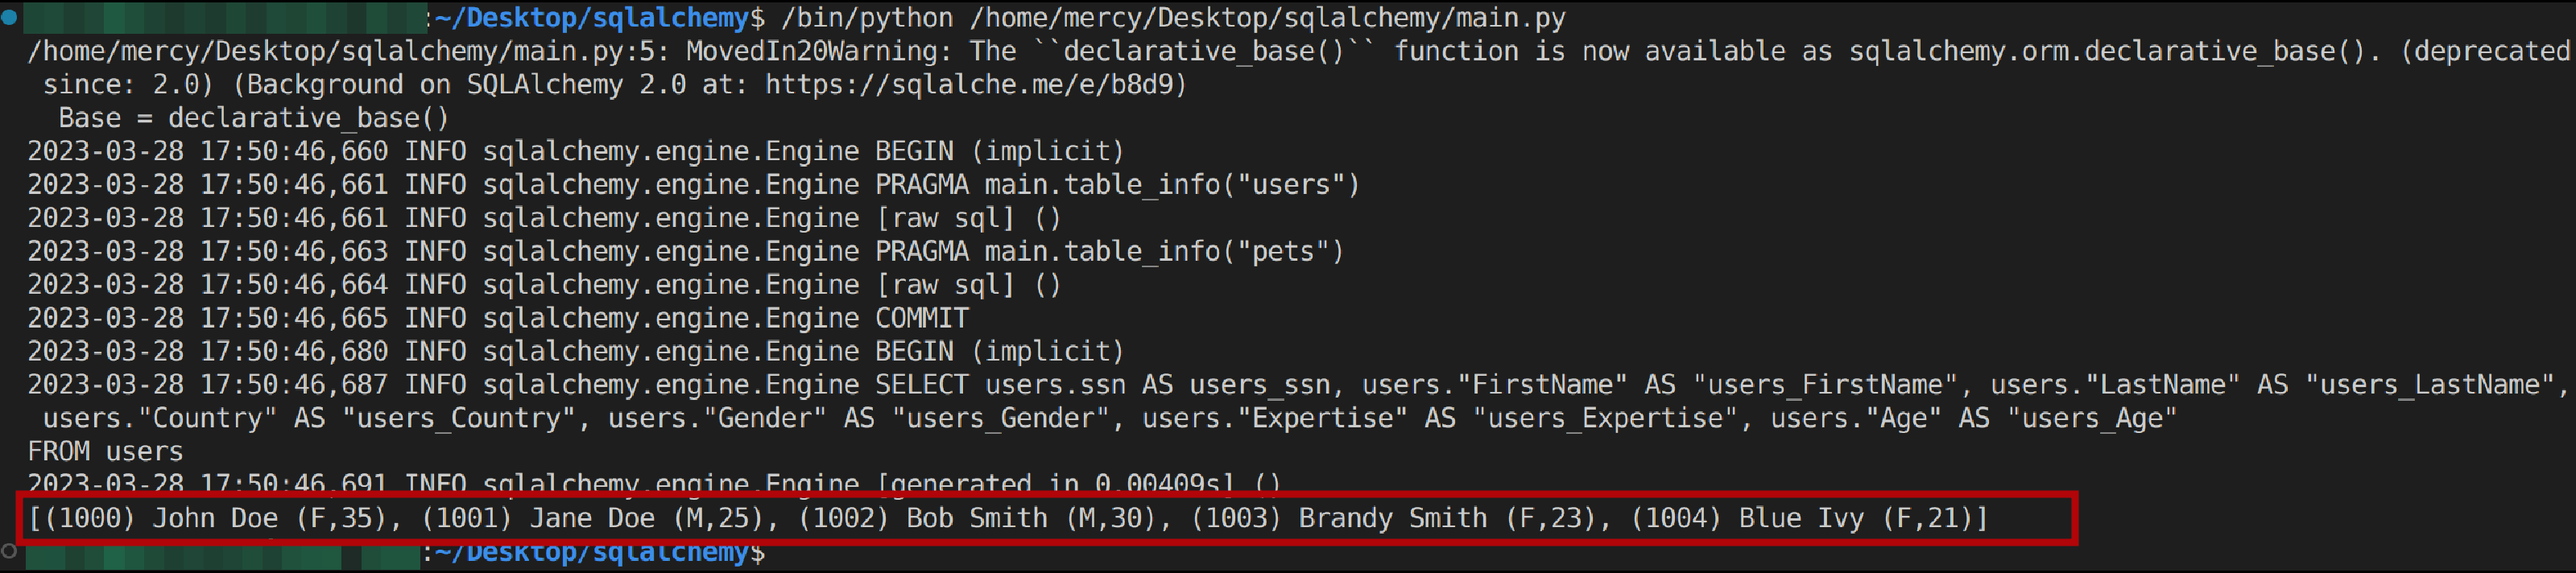 :~/Desktop/sqlalchemy$ /bin/python /home/mercy/Desktop/sqlalchemy/main.py
/home/mercy/Desktop/sqlalchemy/main.py:5: MovedIn20Warning: The ``declarative_base()`` function is now available as sqlalchemy.orm.declarative_base(). (deprecated
since: 2.0) (Background on SQLAlchemy 2.0 at: https://sqlalche.me/e/b8d9)
Base = declarative_base()
2023-03-28 17:50:46,660 INFO sqlalchemy.engine.Engine BEGIN (implicit)
2023-03-28 17:50:46,661 INFO sqlalchemy.engine.Engine PRAGMA main.table_info("users")
2023-03-28 17:50:46,661 INFO sqlalchemy.engine.Engine [raw sql] ()
2023-03-28 17:50:46,663 INFO sqlalchemy.engine.Engine PRAGMA main.table_info("pets")
2023-03-28 17:50:46,664 INFO sqlalchemy.engine.Engine [raw sql] ()
2023-03-28 17:50:46,665 INFO sqlalchemy.engine.Engine COMMIT
2023-03-28 17:50:46,680 INFO sqlalchemy.engine.Engine BEGIN (implicit)
2023-03-28 17:50:46,687 INFO sqlalchemy.engine.Engine SELECT users.ssn AS users_ssn, users."FirstName" AS "users_FirstName", users."LastName" AS "users_LastName",
users."Country" AS "users_Country", users."Gender" AS "users_Gender", users."Expertise" AS "users_Expertise", users."Age" AS "users_Age"
FROM users
2023-03-28 17:50:46,691 INFO sqlalchemy.engine.Engine [generated in 0.00409s] ()
[(1000) John Doe (F,35), (1001) Jane Doe (M,25), (1002) Bob Smith (M,30), (1003) Brandy Smith (F,23), (1004) Blue Ivy (F,21)]
:~/Desktop/sqlalchemy$